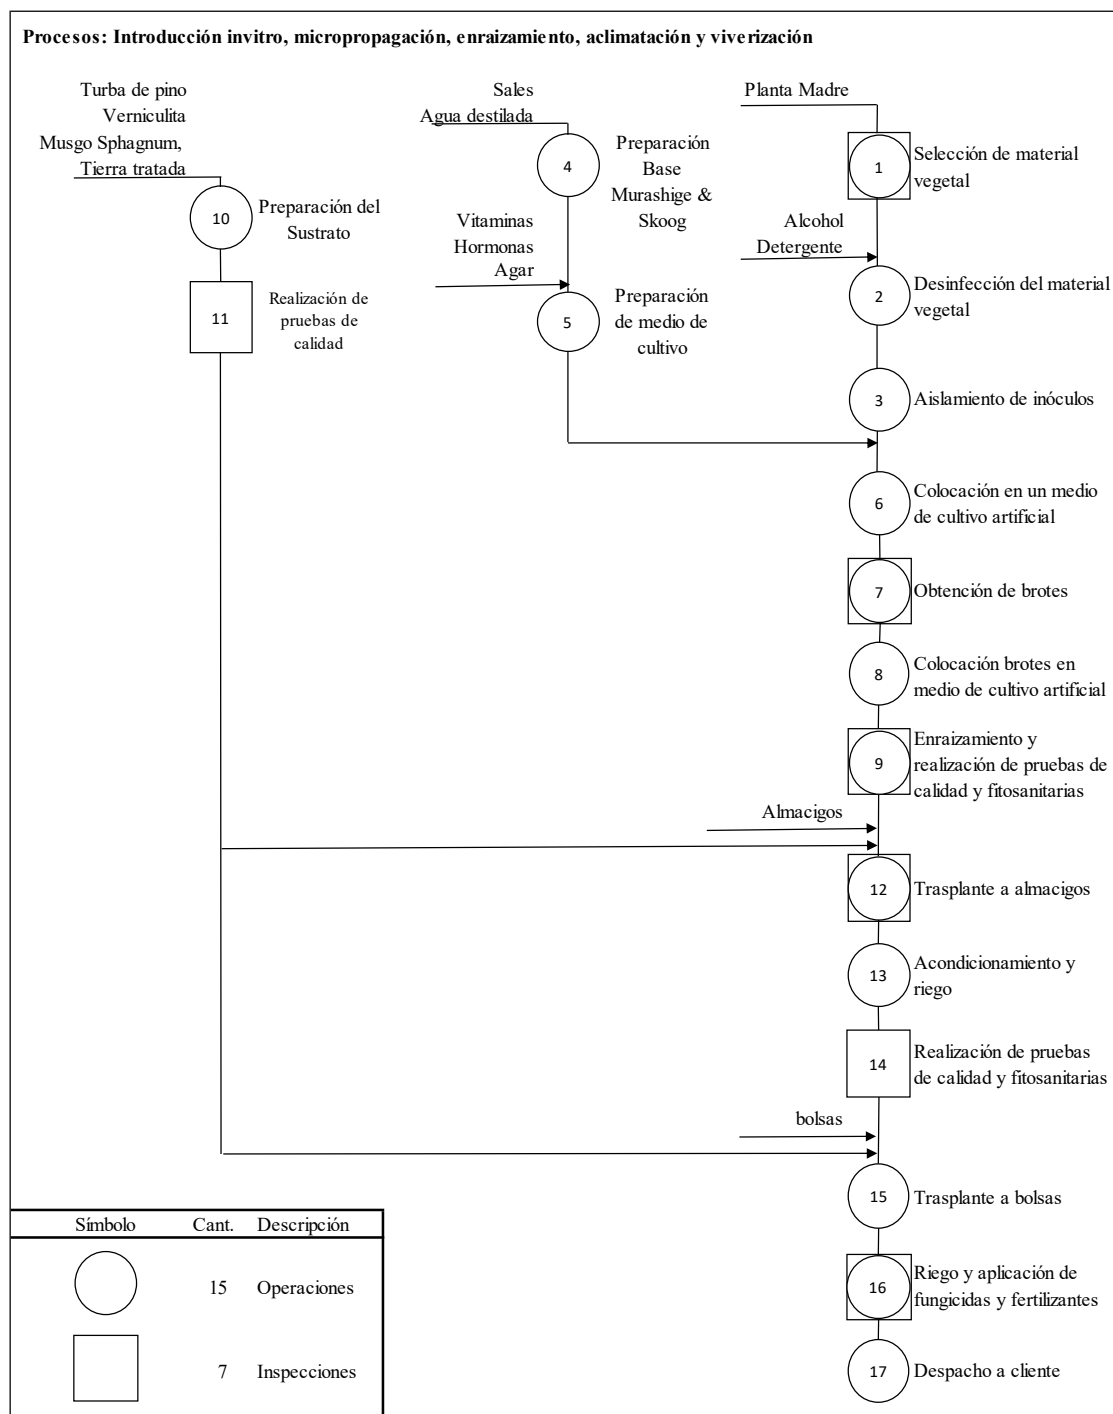 Procesos: Introducción invitro, micropropagación, enraizamiento, aclimatación y viverización
Turba de pino
Verniculita
Musgo Sphagnum,
Tierra tratada
10
Preparación del
Sustrato
11
Realización de
pruebas de
calidad
Sales
Agua destilada
4
Preparación
Base
Murashige &
Skoog
Vitaminas
Hormonas
Agar
5
Preparación
de medio de
cultivo
Planta Madre
1
Selección de material
vegetal
Alcohol
Detergente
2
Desinfección del material
vegetal
3
Aislamiento de inóculos
6
Colocación en un medio
de cultivo artificial
7
Obtención de brotes
8
Colocación brotes en
medio de cultivo artificial
9
Enraizamiento y
realización de pruebas de
calidad y fitosanitarias
Almacigos
12
Trasplante a almacigos
13
Acondicionamiento y
riego
14
Realización de pruebas
de calidad y fitosanitarias
bolsas
15
Trasplante a bolsas
16
Riego y aplicación de
fungicidas y fertilizantes
17
Despacho a cliente
Símbolo Cant. Descripción
15 Operaciones
7 Inspecciones